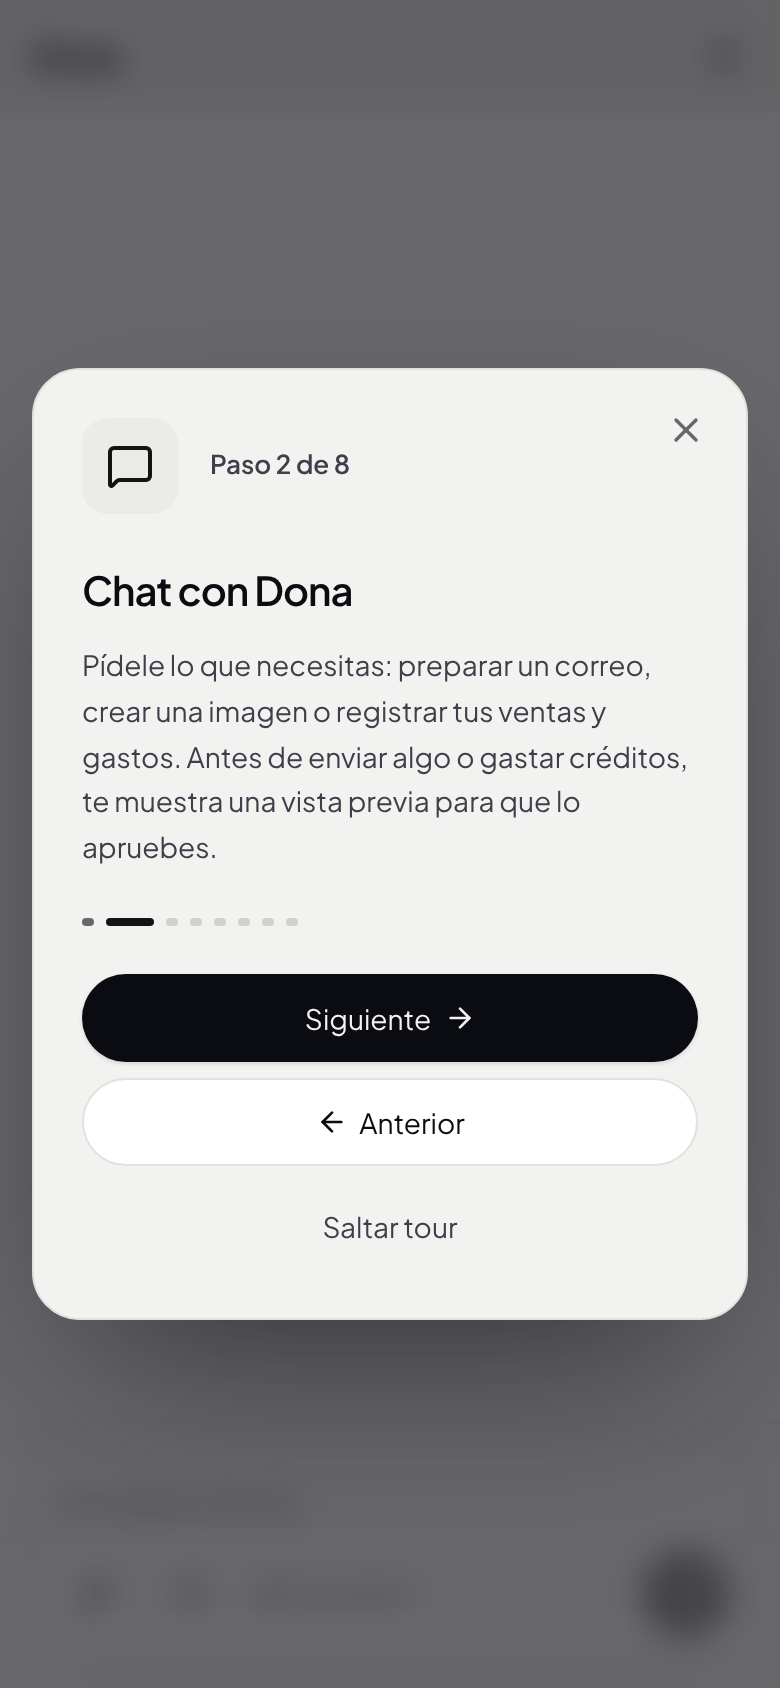 Paso 2 de 8
Chat con Dona
Pídele lo que necesitas: preparar un correo,
crear una imagen o registrar tus ventas y
gastos. Antes de enviar algo o gastar créditos,
te muestra una vista previa para que lo
apruebes.
Siguiente →
← Anterior
Saltar tour